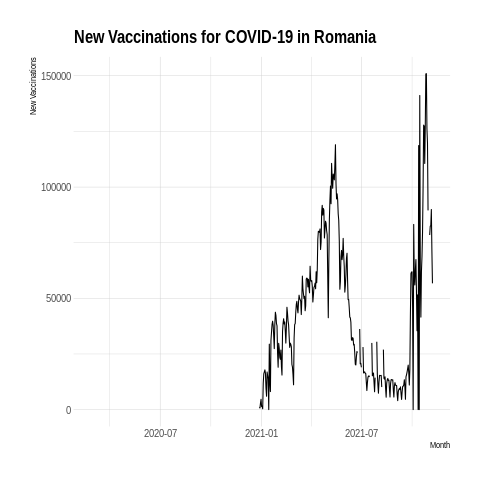 New Vaccinations for COVID-19 in Romania
New Vaccinations
150000
100000
50000
0
2020-07 2021-01 2021-07
Month